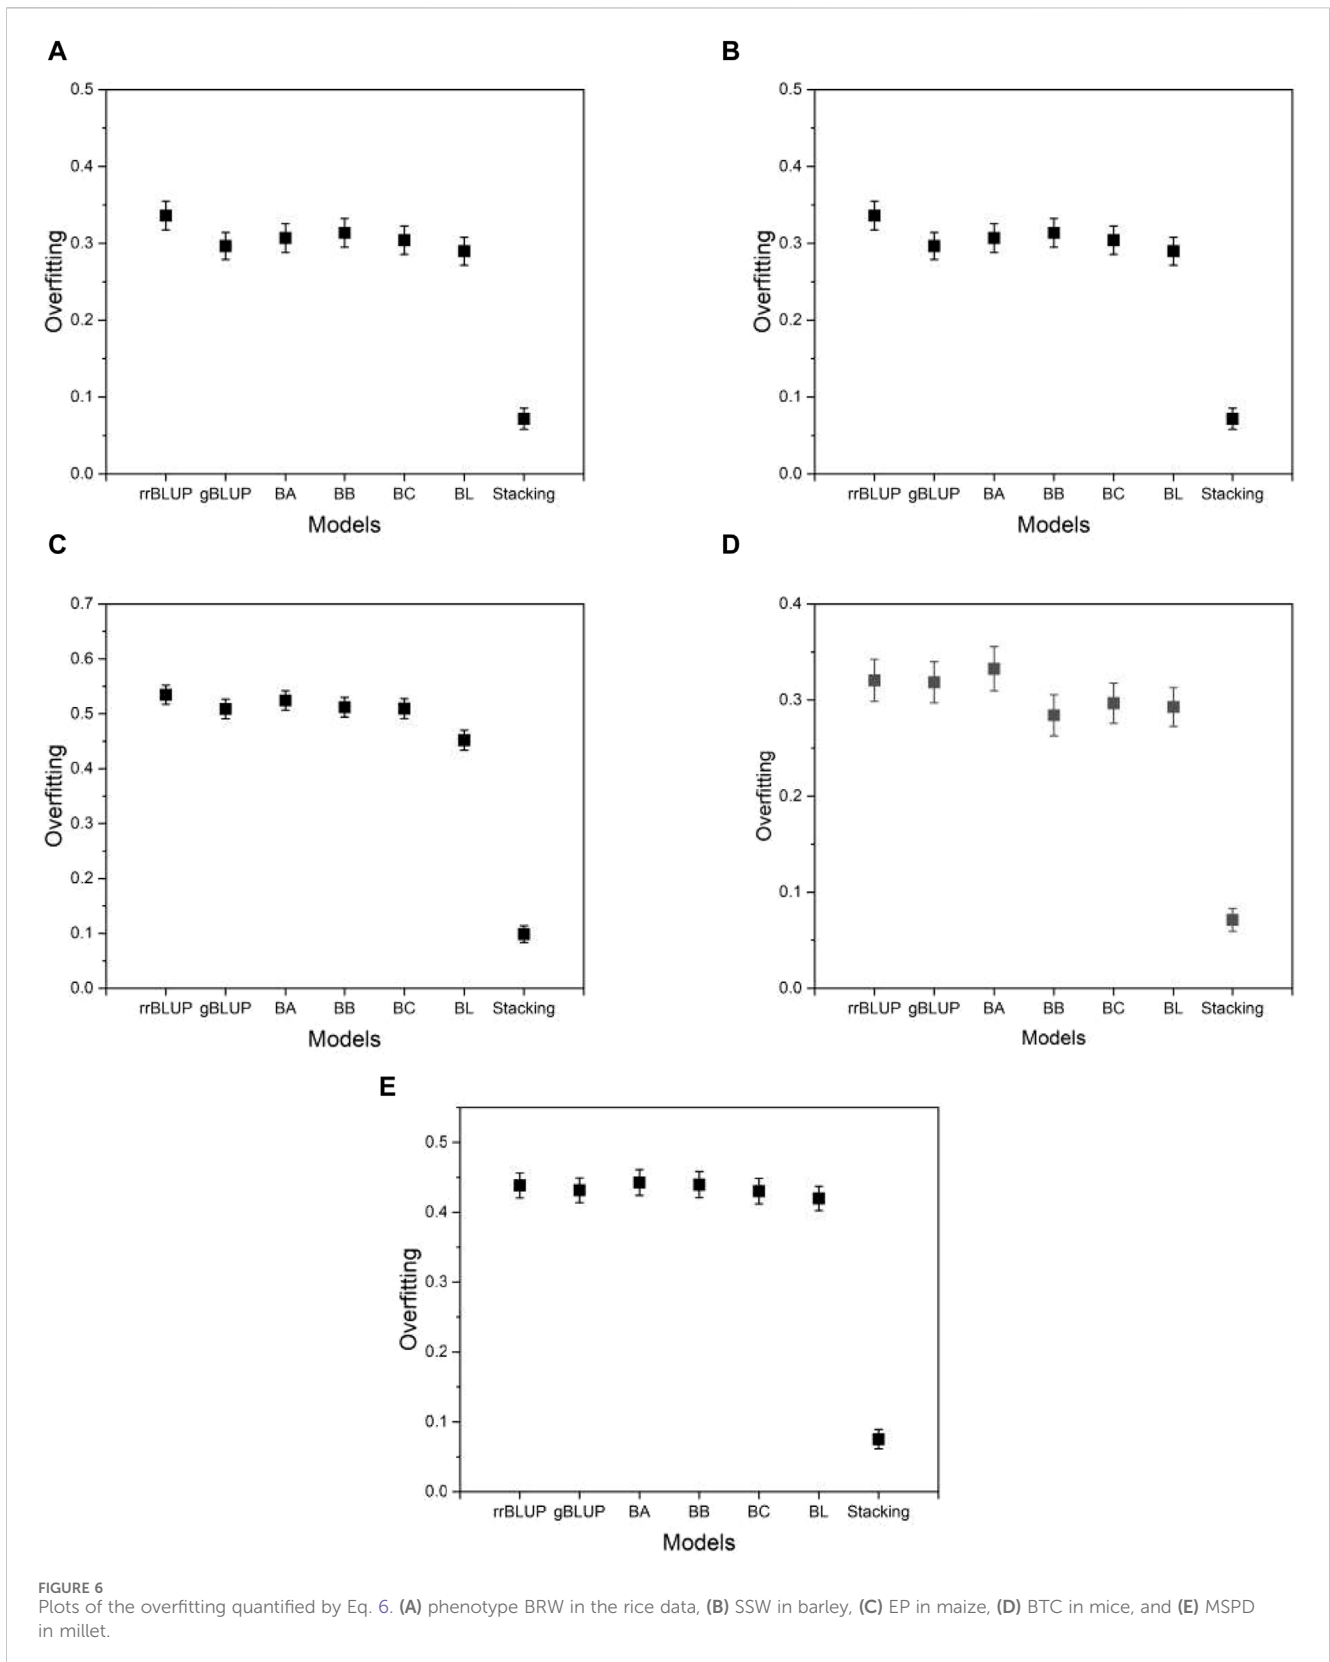 A
0.5
0.4
0.3
0.2
0.1
0.0
Overfitting
rrBLUP gBLUP BA BB BC BL Stacking
Models
B
0.5
0.4
0.3
0.2
0.1
0.0
Overfitting
rrBLUP gBLUP BA BB BC BL Stacking
Models
C
0.7
0.6
0.5
0.4
0.3
0.2
0.1
0.0
Overfitting
rrBLUP gBLUP BA BB BC BL Stacking
Models
D
0.4
0.3
0.2
0.1
0.0
Overfitting
rrBLUP gBLUP BA BB BC BL Stacking
Models
E
0.5
0.4
0.3
0.2
0.1
0.0
Overfitting
rrBLUP gBLUP BA BB BC BL Stacking
Models
FIGURE 6
Plots of the overfitting quantified by Eq. 6. (A) phenotype BRW in the rice data, (B) SSW in barley, (C) EP in maize, (D) BTC in mice, and (E) MSPD
in millet.